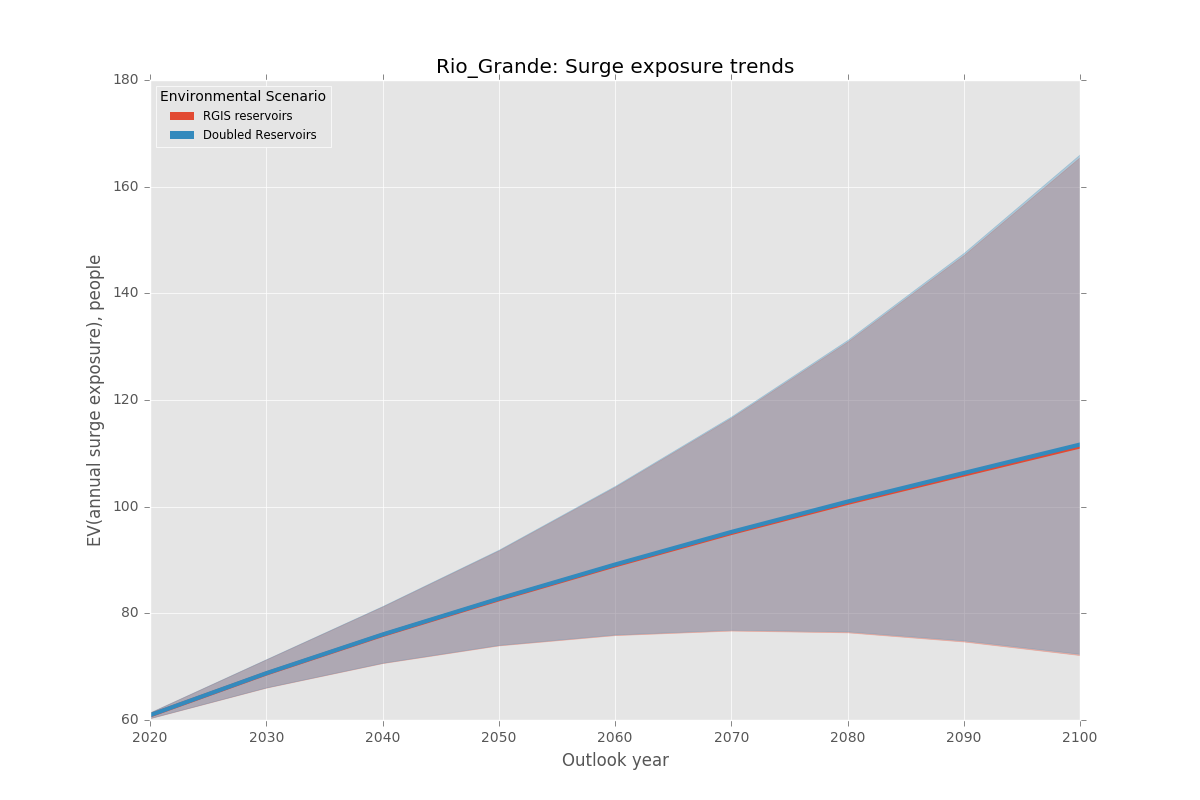 Rio_Grande: Surge exposure trends
180
160
140
120
100
80
60
EV(annual surge exposure), people
Environmental Scenario
RGIS reservoirs
Doubled Reservoirs
2020 2030 2040 2050 2060 2070 2080 2090 2100
Outlook year